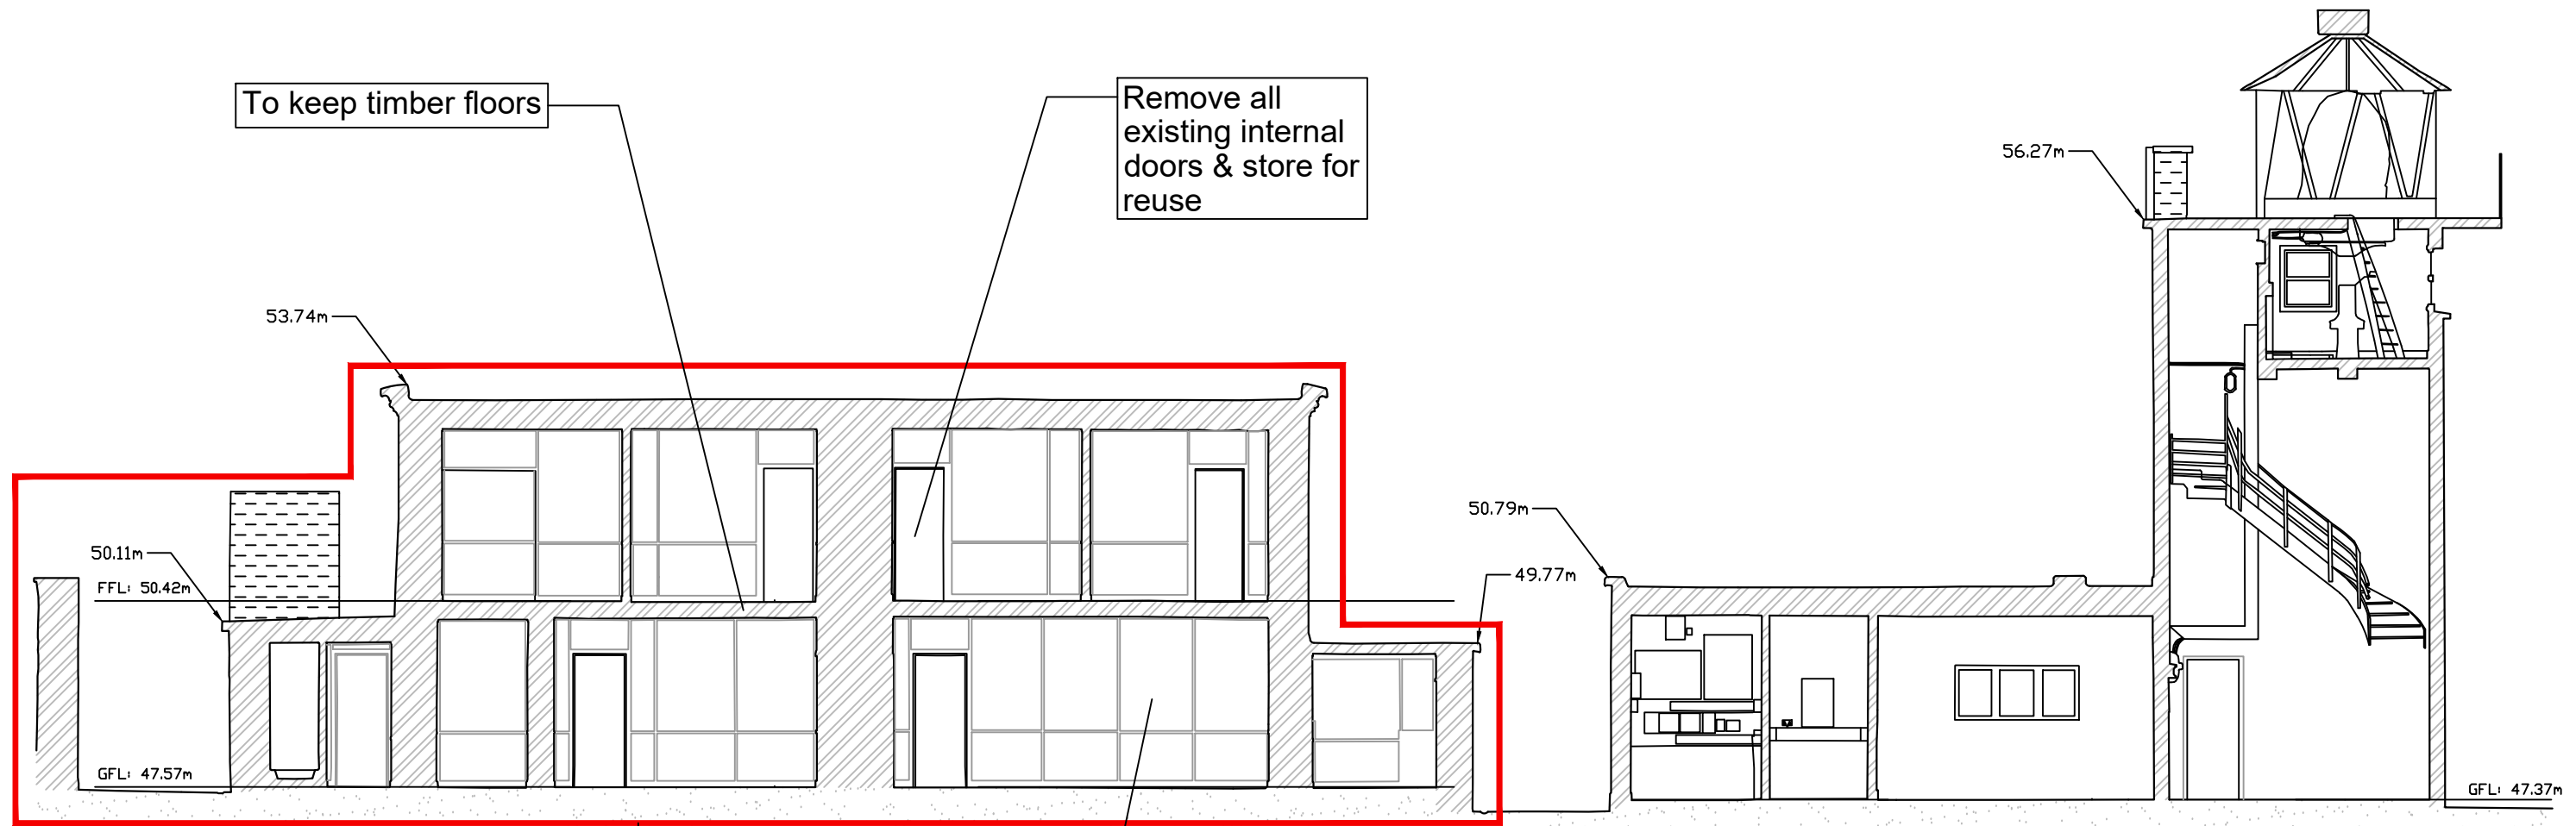 To keep timber floors
Remove all
existing internal
doors & store for
reuse
56.27m
53.74m
50.79m
50.11m
49.77m
FFL: 50.42m
GFL: 47.57m
GFL: 47.37m